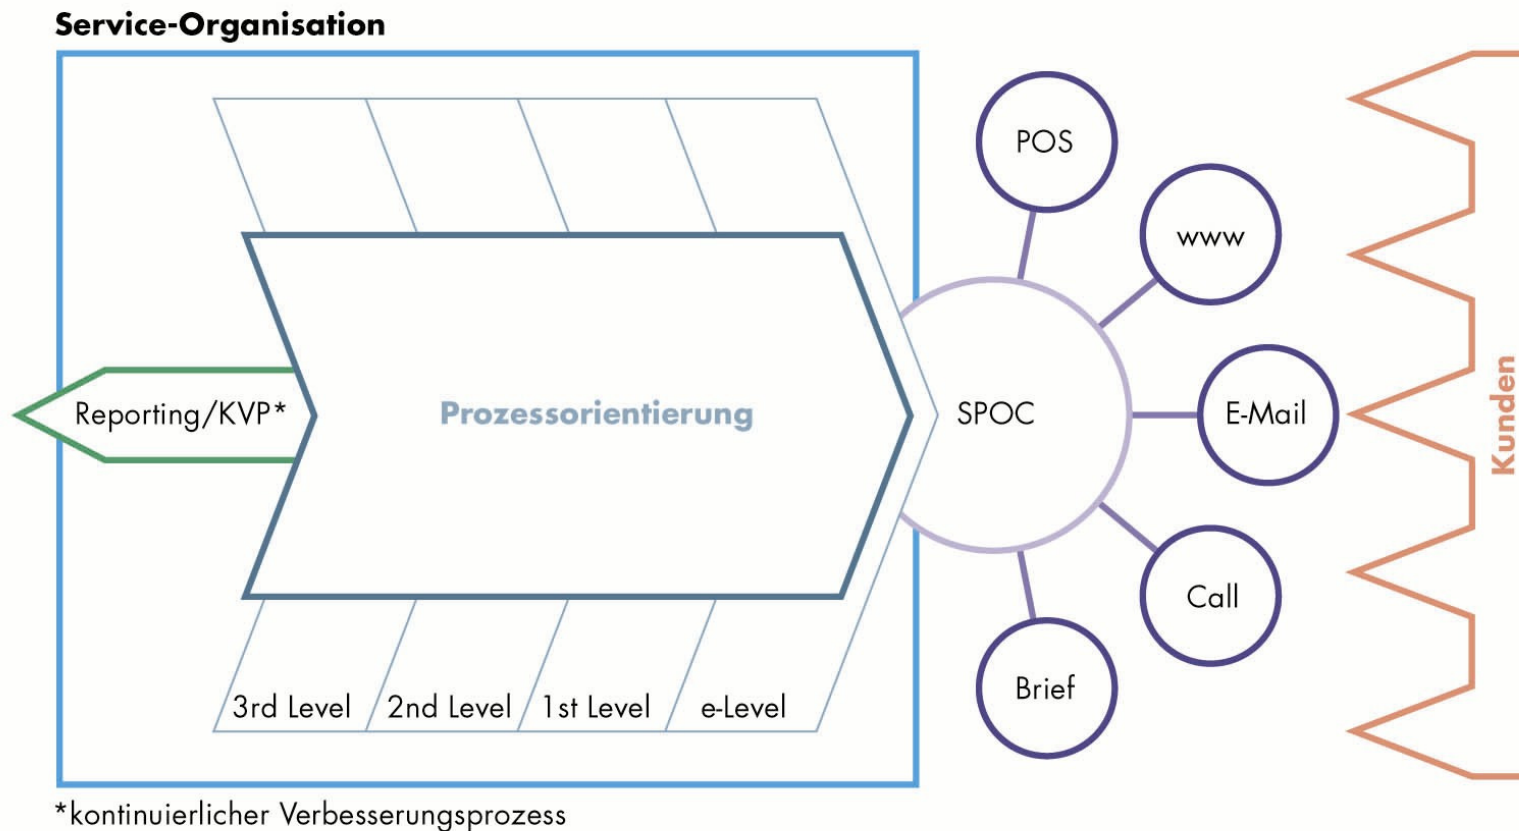 Service-Organisation
POS
www
Reporting/KVP*
Prozessorientierung
SPOC
E-Mail
Kunden
Call
Brief
3rd Level
2nd Level
1st Level
e-Level
*kontinuierlicher Verbesserungsprozess